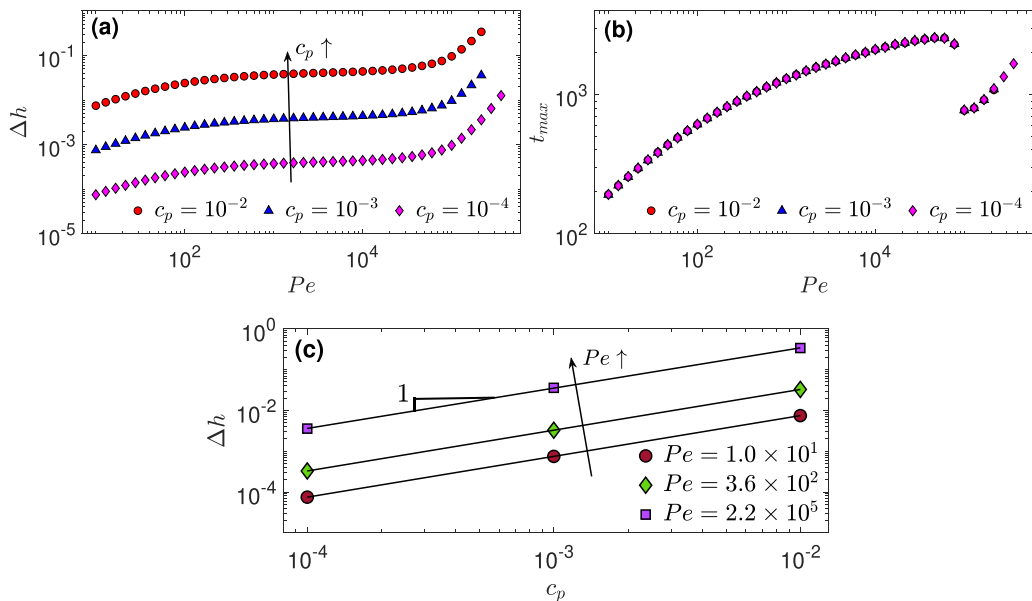 (a)
c_p ↑
Δh
10^-1
10^-3
10^-5
c_p = 10^-2 c_p = 10^-3 c_p = 10^-4
10^2 10^4
Pe
(b)
t_max
10^3
10^2
c_p = 10^-2 c_p = 10^-3 c_p = 10^-4
10^2 10^4
Pe
(c)
Pe ↑
1
Δh
10^0
10^-2
10^-4
Pe = 1.0 × 10^1
Pe = 3.6 × 10^2
Pe = 2.2 × 10^5
10^-4 10^-3 10^-2
c_p